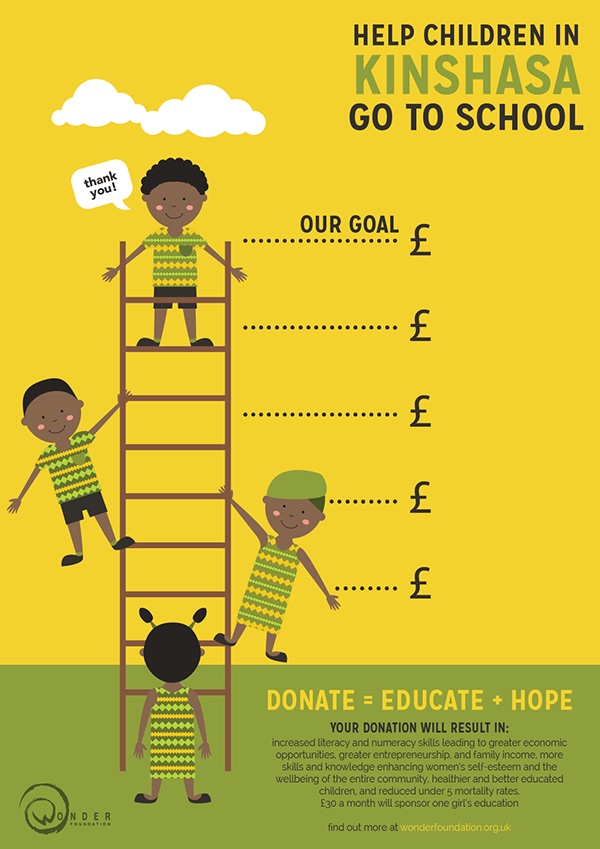 HELP CHILDREN IN
KINSHASA
GO TO SCHOOL
thank
you!
OUR GOAL
£
£
£
£
£
DONATE = EDUCATE + HOPE
YOUR DONATION WILL RESULT IN:
increased literacy and numeracy skills leading to greater economic
opportunities, greater entrepreneurship, and family income, more
skills and knowledge enhancing women's self-esteem and the
wellbeing of the entire community, healthier and better educated
children, and reduced under 5 mortality rates.
£30 a month will sponsor one girl's education
find out more at wonderfoundation.org.uk
WONDER
FOUNDATION